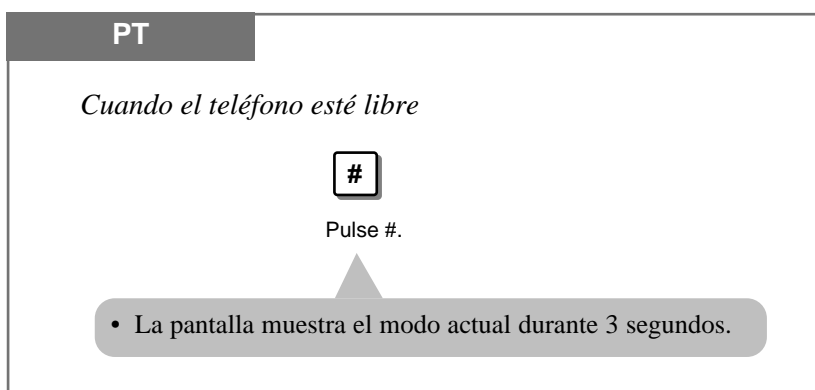 PT
Cuando el teléfono esté libre
#
Pulse #.
• La pantalla muestra el modo actual durante 3 segundos.